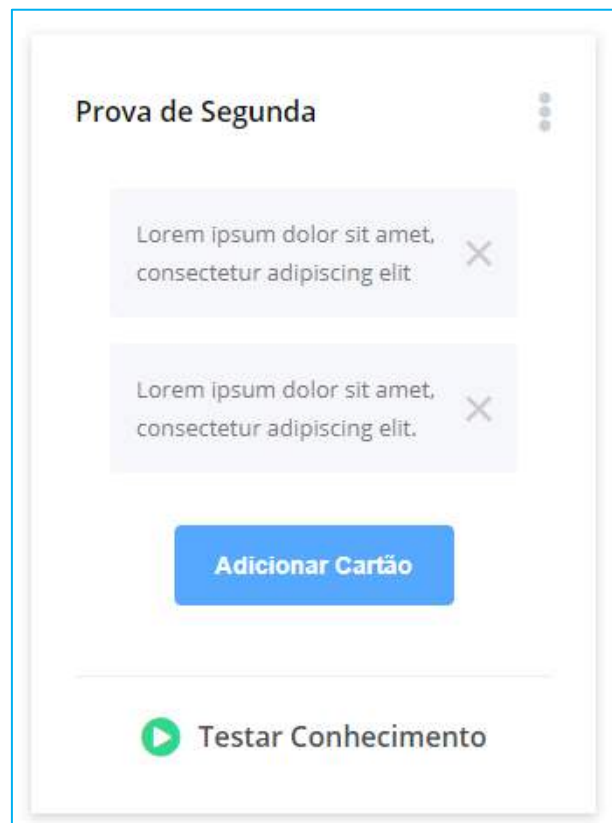 Prova de Segunda
Lorem ipsum dolor sit amet,
consectetur adipiscing elit
Lorem ipsum dolor sit amet,
consectetur adipiscing elit.
Adicionar Cartão
Testar Conhecimento